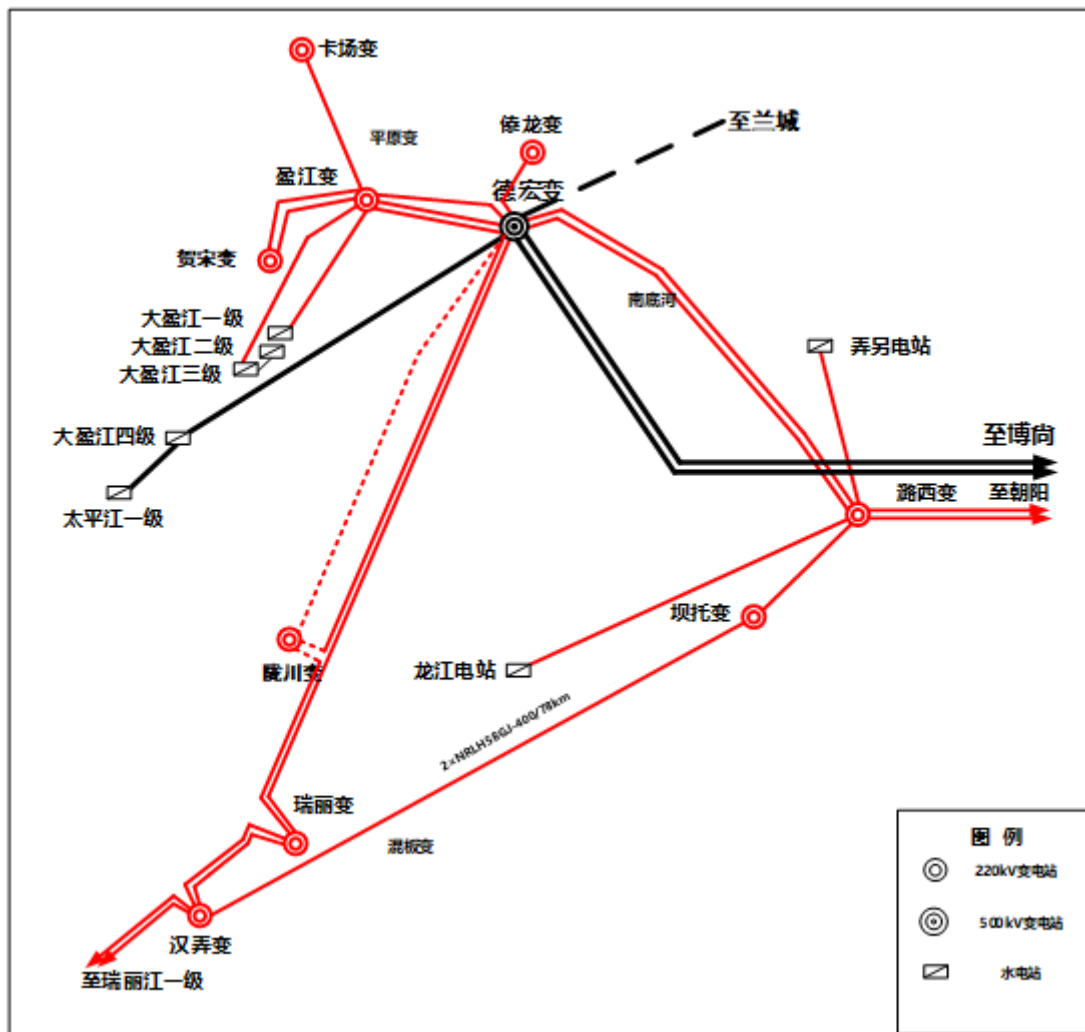 卡场变
平原变
俸龙变
至兰城
盈江变
德宏变
贺宋变
南底河
大盈江一级
大盈江二级
大盈江三级
弄另电站
大盈江四级
至博尚
太平江一级
潞西变
至朝阳
坝托变
陇川变
龙江电站
2×NRLH58GJ-400/78km
瑞丽变
混板变
汉弄变
至瑞丽江一级
图 例
220kV变电站
500kV变电站
水电站